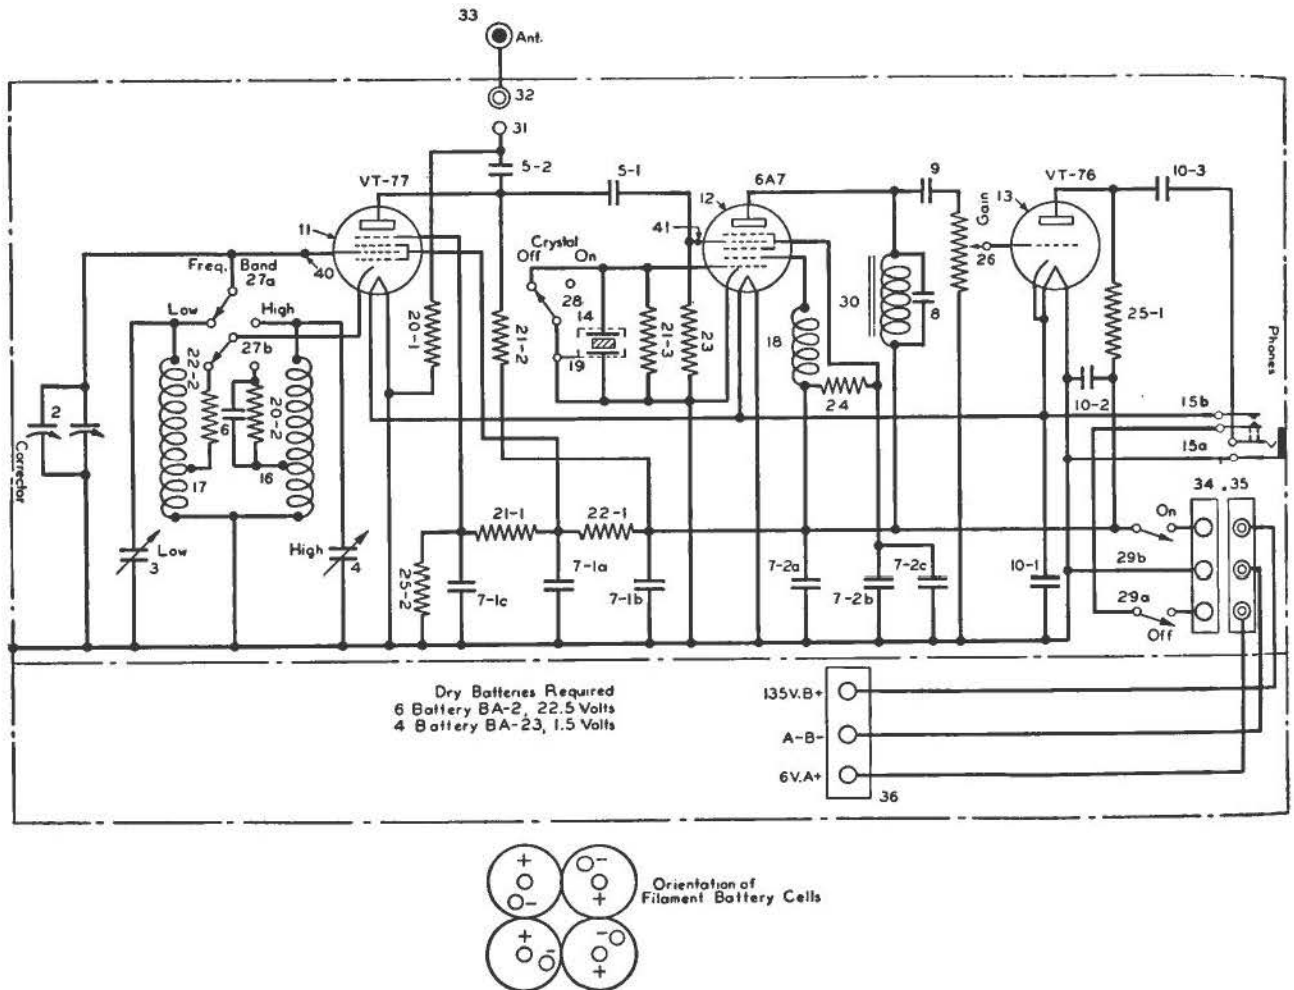 33
Ant.
32
31
5-2
VT-77
5-1
12
6A7
9
13
VT-76
10-3
11
40
41
Crystal
Off
On
28
14
19
Gain
26
Freq. Band
27a
Low
High
27b
22-2
6
20-2
17
16
2
Corrector
Low
3
High
4
20-1
21-2
21-3
23
18
24
30
8
25-1
10-2
Phones
15b
15a
34
35
21-1
22-1
25-2
7-1c
7-1a
7-1b
7-2a
7-2b
7-2c
10-1
On
29b
29a
Off
Dry Batteries Required
6 Battery BA-2, 22.5 Volts
4 Battery BA-23, 1.5 Volts
135V.B+
A-B-
6V.A+
36
+ -
- +
Orientation of
Filament Battery Cells
+ -
- +